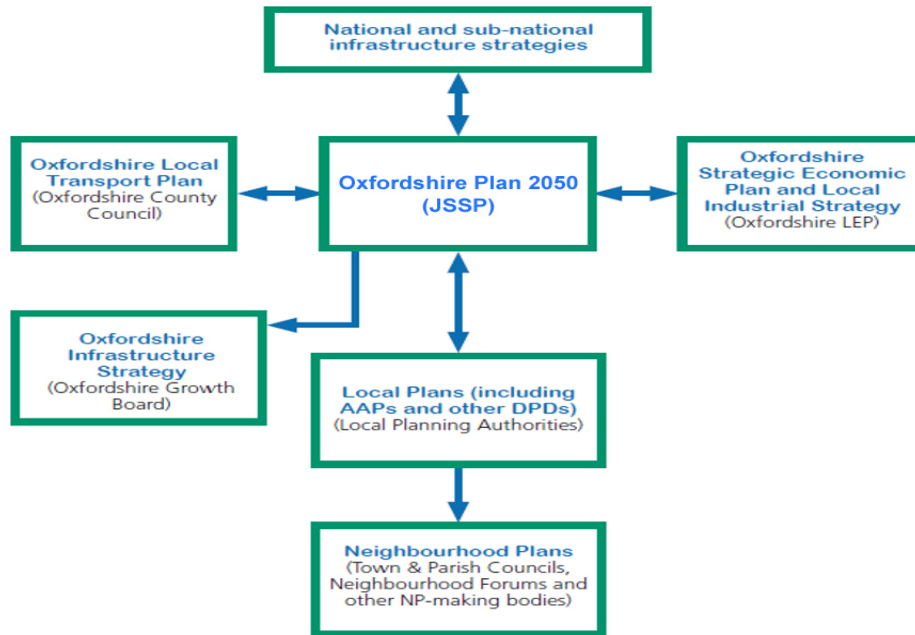 National and sub-national
infrastructure strategies
Oxfordshire Local
Transport Plan
(Oxfordshire County
Council)
Oxfordshire Plan 2050
(JSSP)
Oxfordshire
Strategic Economic
Plan and Local
Industrial Strategy
(Oxfordshire LEP)
Oxfordshire
Infrastructure
Strategy
(Oxfordshire Growth
Board)
Local Plans (including
AAPs and other DPDs)
(Local Planning Authorities)
Neighbourhood Plans
(Town & Parish Councils,
Neighbourhood Forums and
other NP-making bodies)